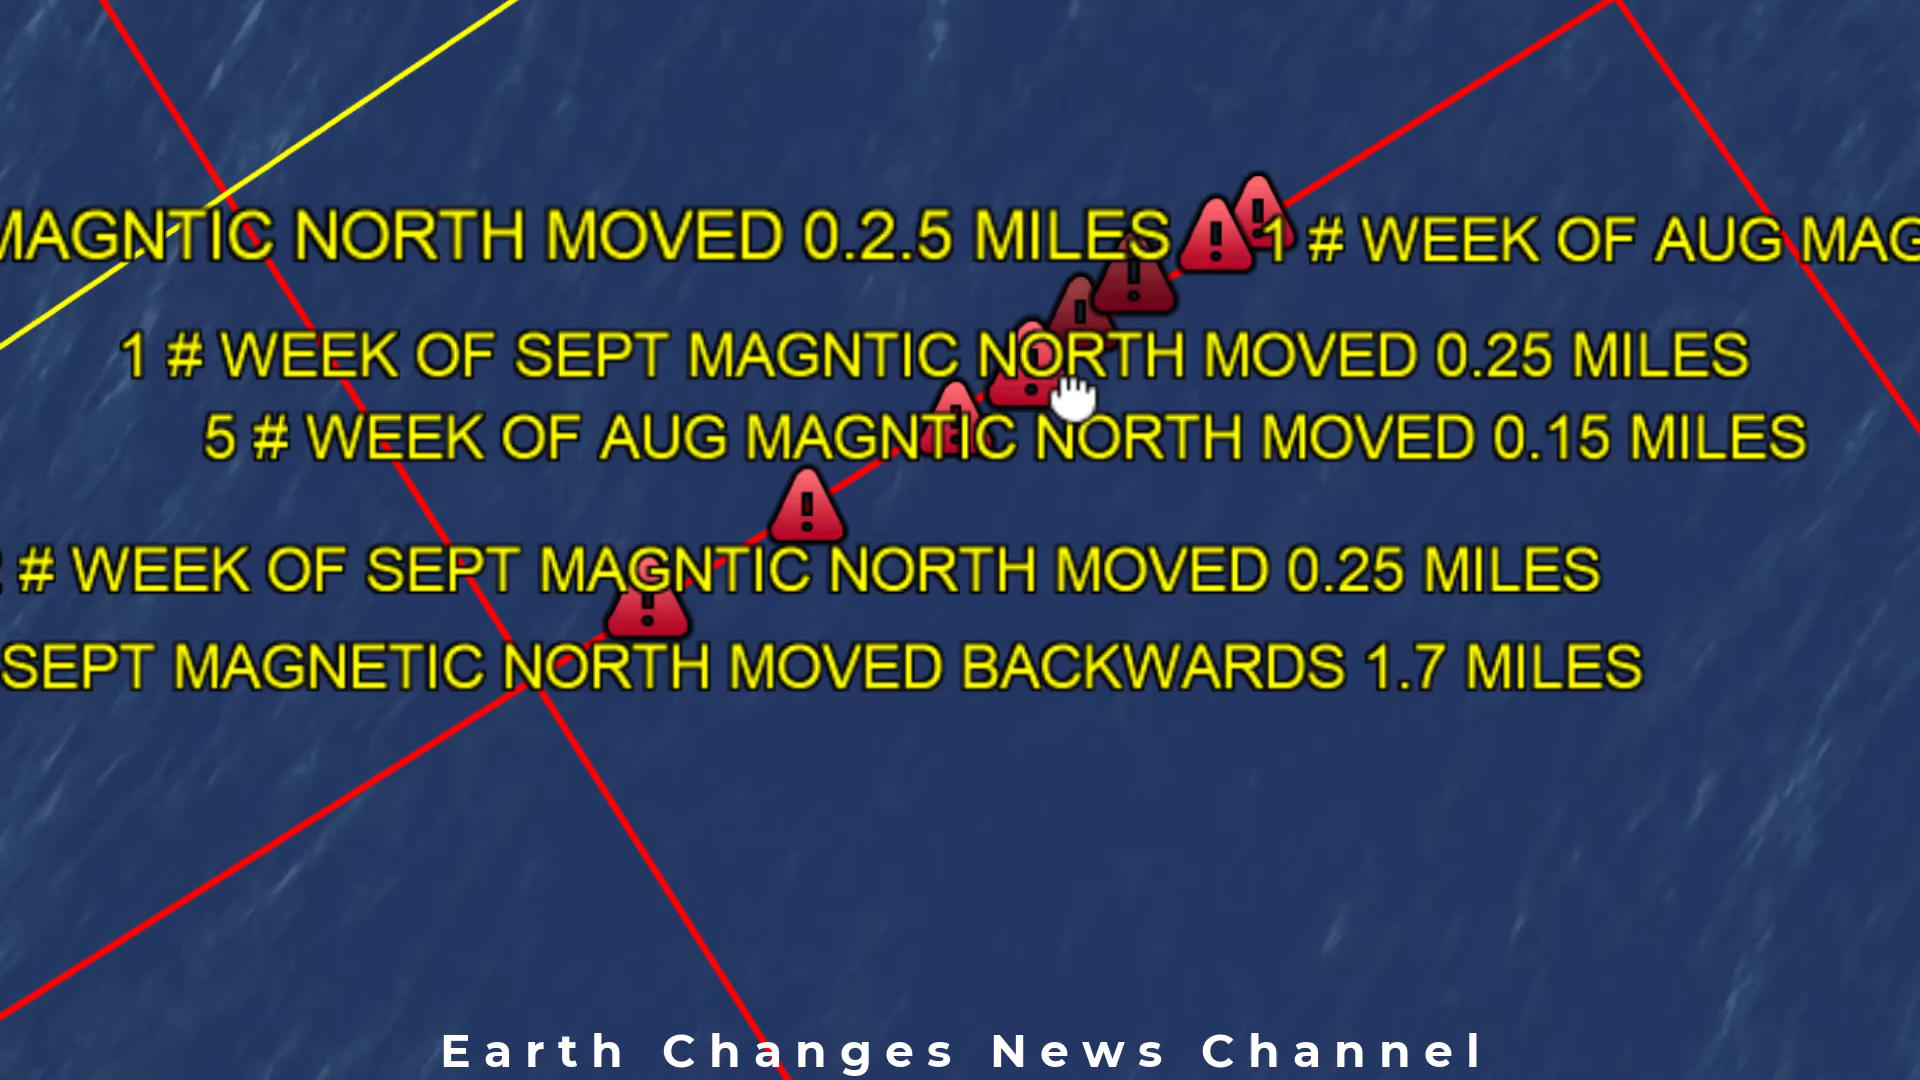 MAGNTIC NORTH MOVED 0.2.5 MILES
1 # WEEK OF AUG MAG
1 # WEEK OF SEPT MAGNTIC NORTH MOVED 0.25 MILES
5 # WEEK OF AUG MAGNTIC NORTH MOVED 0.15 MILES
# WEEK OF SEPT MAGNTIC NORTH MOVED 0.25 MILES
SEPT MAGNETIC NORTH MOVED BACKWARDS 1.7 MILES
Earth Changes News Channel